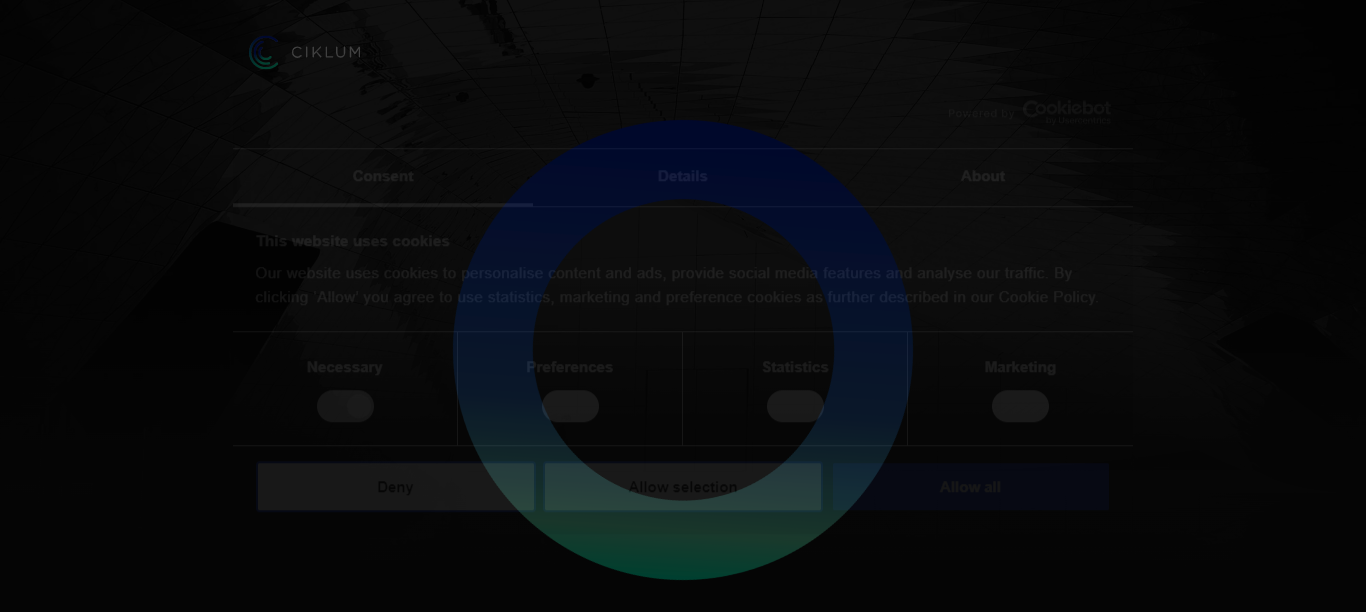 CIKLUM
Powered by Cookiebot
by Usercentrics
Consent Details About
This website uses cookies
Our website uses cookies to personalise content and ads, provide social media features and analyse our traffic. By
clicking 'Allow' you agree to use statistics, marketing and preference cookies as further described in our Cookie Policy.
Necessary Preferences Statistics Marketing
Deny Allow selection Allow all